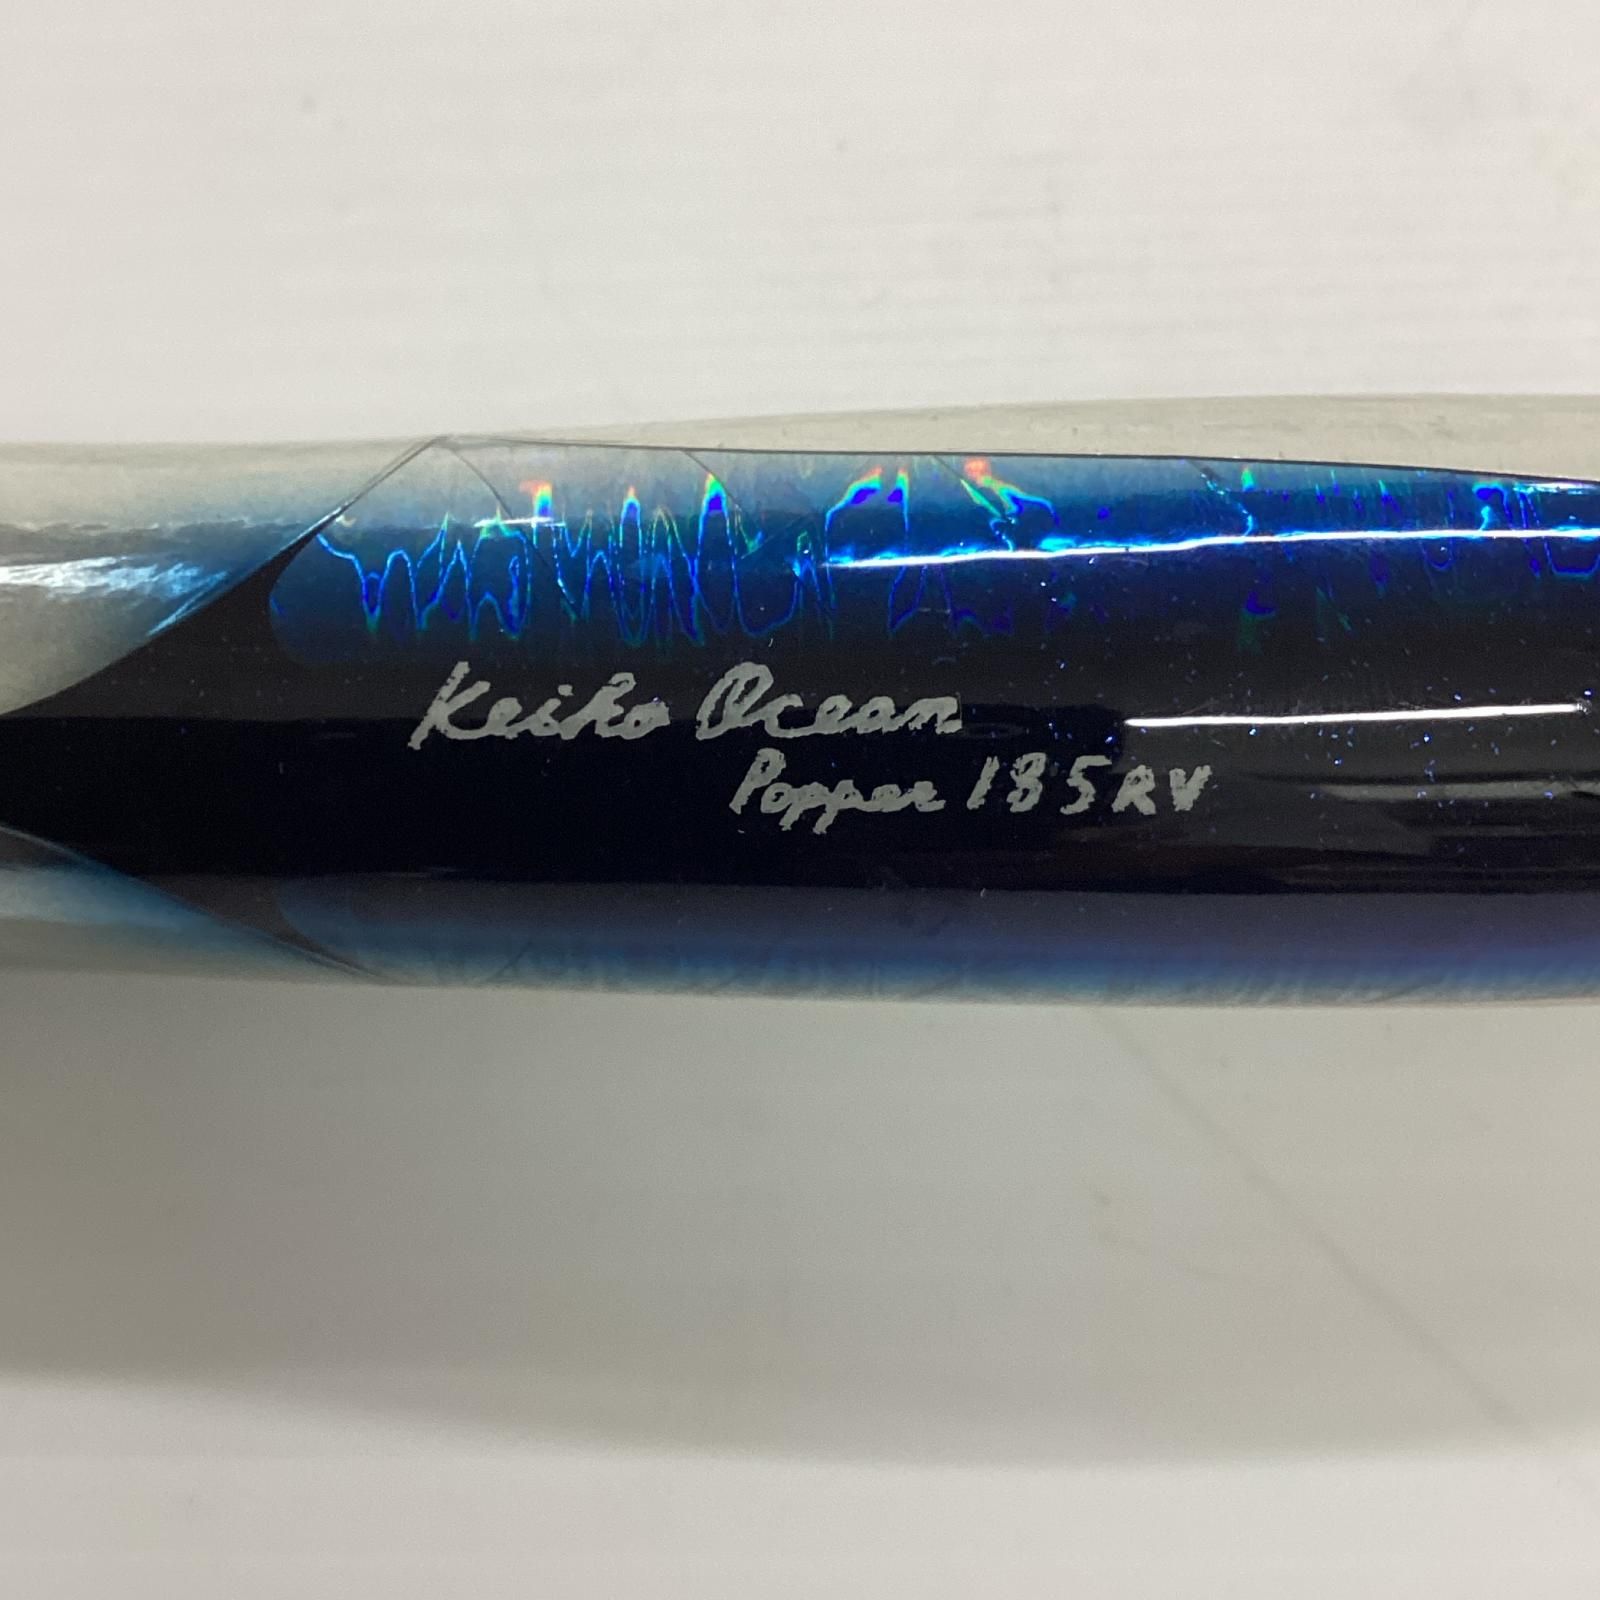 Keiko Ocean
Popper 185RV